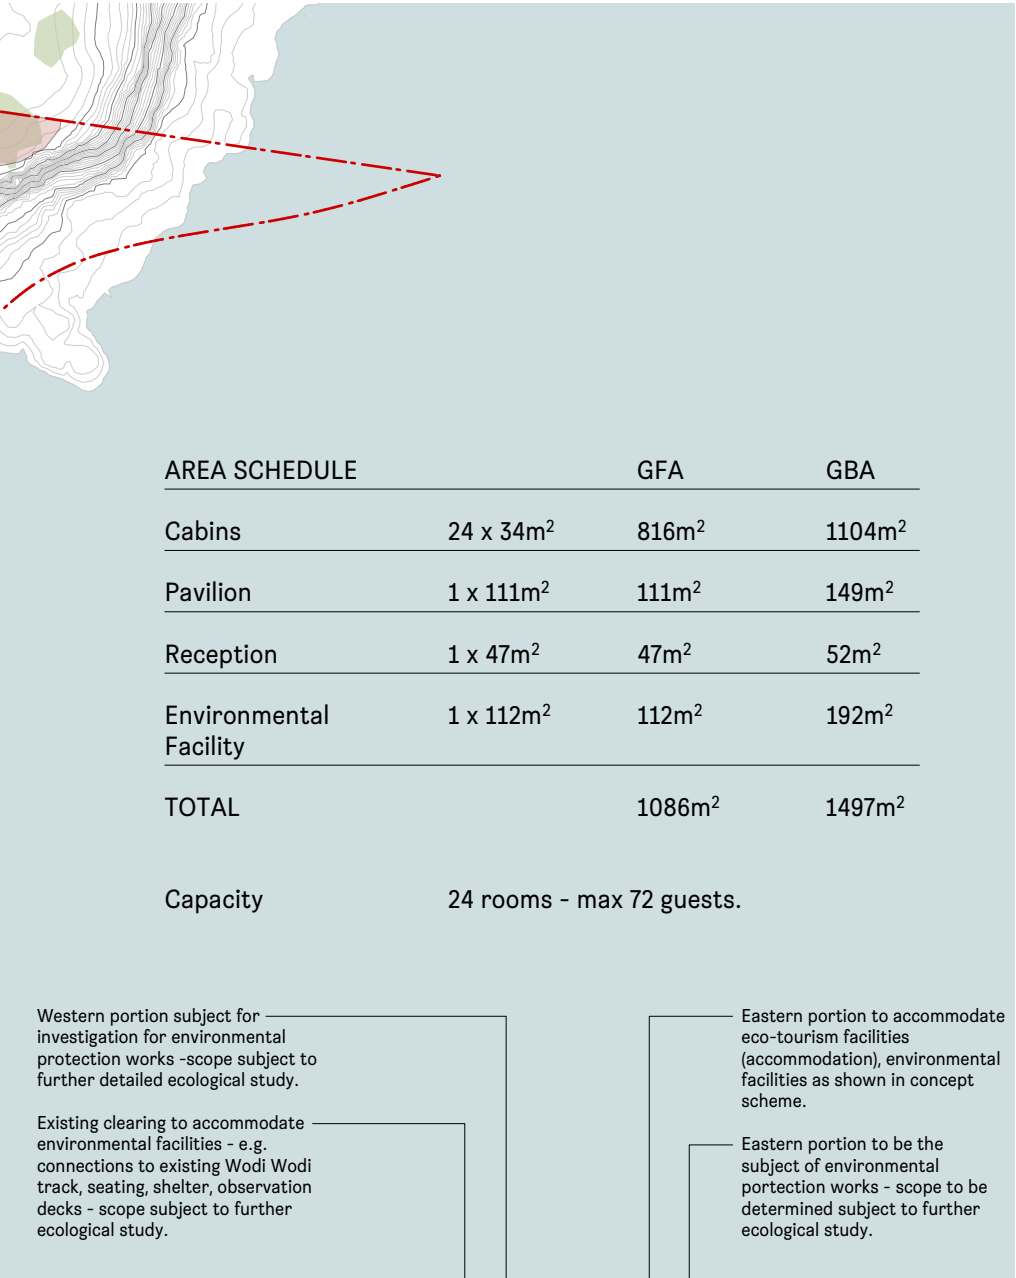 AREA SCHEDULE GFA GBA
Cabins 24 x 34m² 816m² 1104m²
Pavilion 1 x 111m² 111m² 149m²
Reception 1 x 47m² 47m² 52m²
Environmental 1 x 112m² 112m² 192m²
Facility
TOTAL 1086m² 1497m²
Capacity 24 rooms - max 72 guests.
Western portion subject for
investigation for environmental
protection works -scope subject to
further detailed ecological study.
Existing clearing to accommodate
environmental facilities - e.g.
connections to existing Wodi Wodi
track, seating, shelter, observation
decks - scope subject to further
ecological study.
Eastern portion to accommodate
eco-tourism facilities
(accommodation), environmental
facilities as shown in concept
scheme.
Eastern portion to be the
subject of environmental
portection works - scope to be
determined subject to further
ecological study.